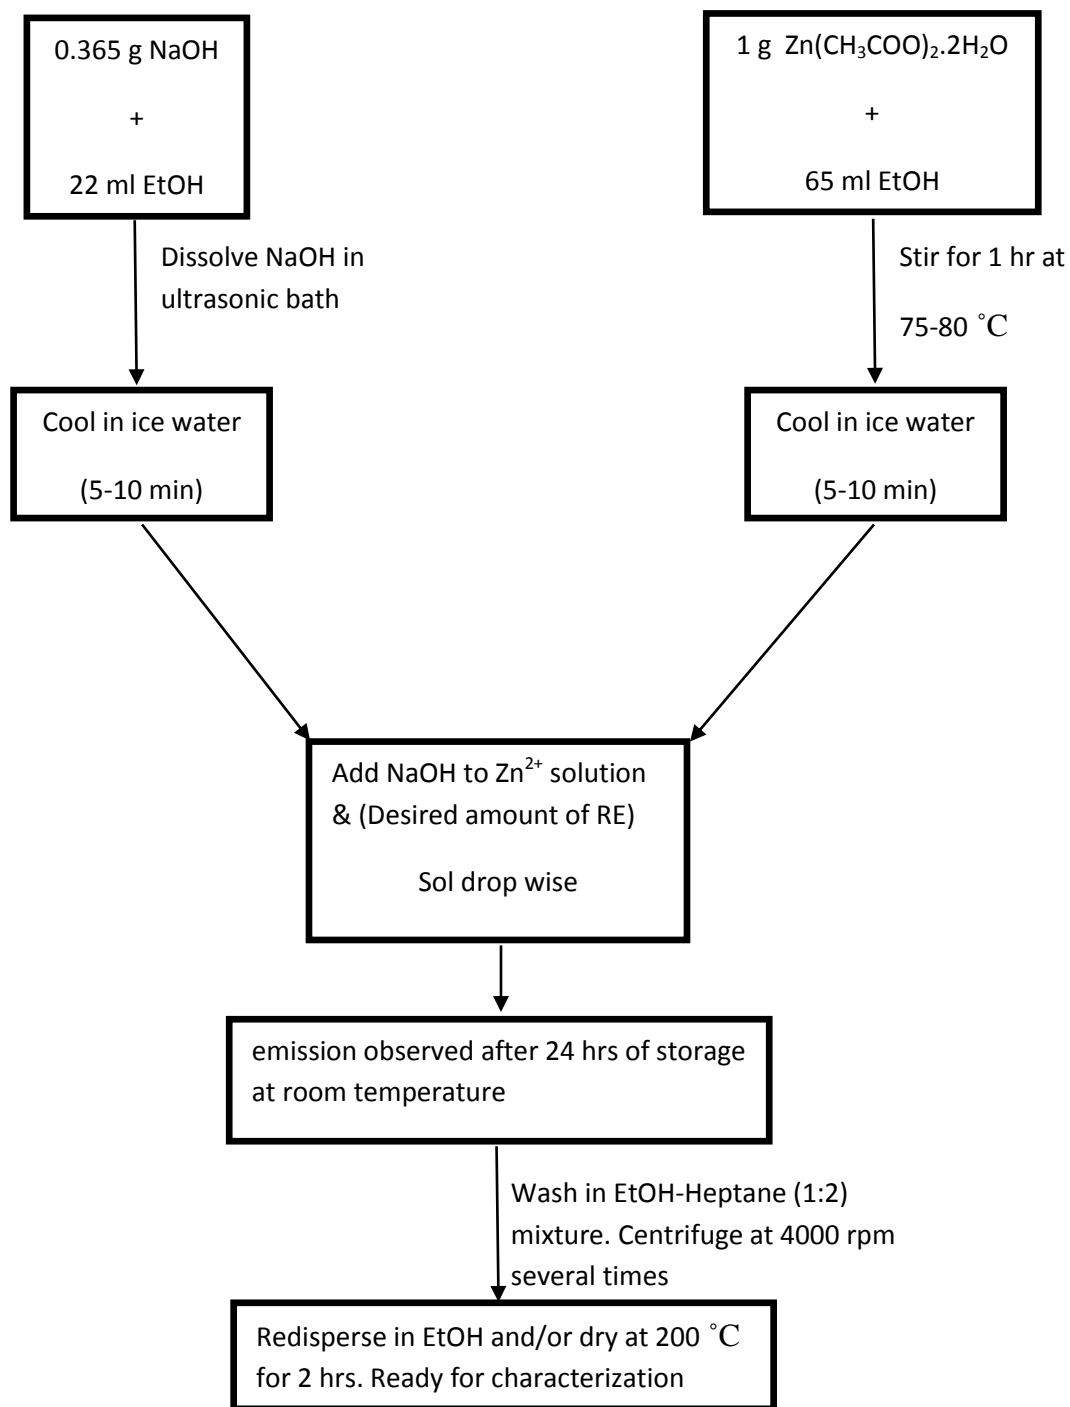 0.365 g NaOH
+
22 ml EtOH
1 g  Zn(CH₃COO)₂.2H₂O
+
65 ml EtOH
Dissolve NaOH in
ultrasonic bath
Stir for 1 hr at
75-80 °C
Cool in ice water
(5-10 min)
Cool in ice water
(5-10 min)
Add NaOH to Zn²⁺ solution
& (Desired amount of RE)
Sol drop wise
emission observed after 24 hrs of storage
at room temperature
Wash in EtOH-Heptane (1:2)
mixture. Centrifuge at 4000 rpm
several times
Redisperse in EtOH and/or dry at 200 °C
for 2 hrs. Ready for characterization